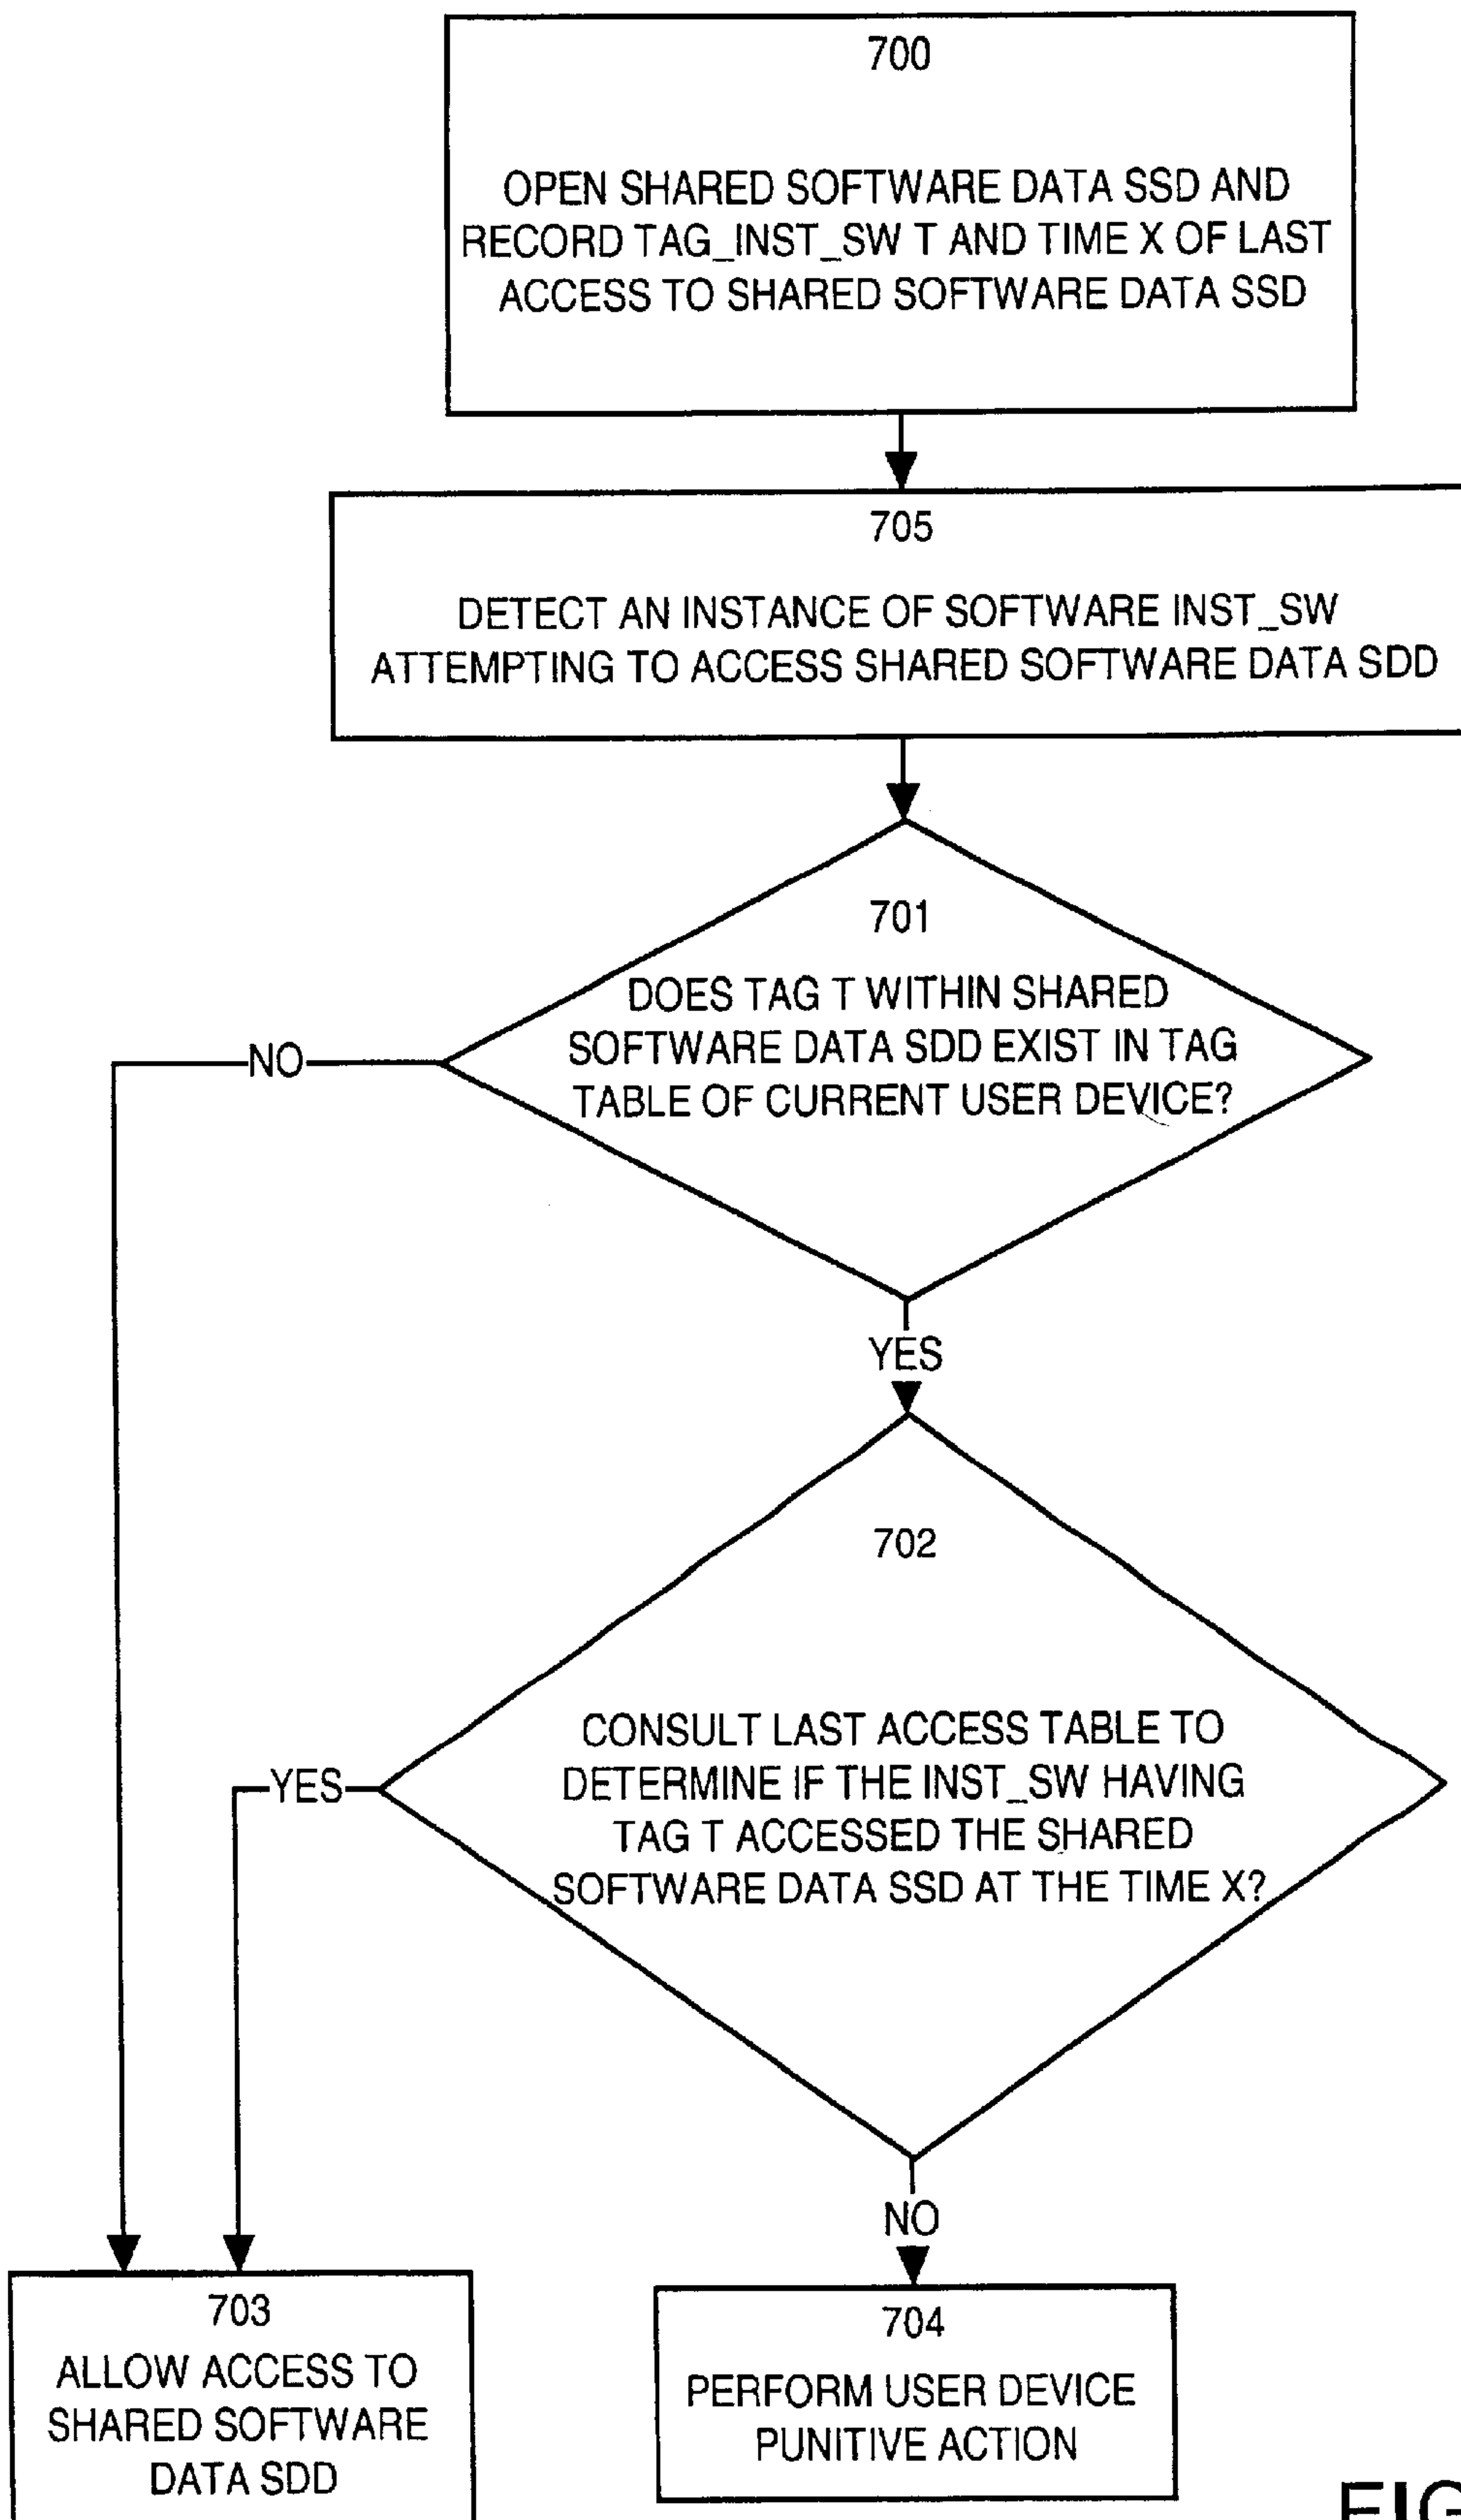 700
OPEN SHARED SOFTWARE DATA SSD AND
RECORD TAG_INST_SW T AND TIME X OF LAST
ACCESS TO SHARED SOFTWARE DATA SSD
705
DETECT AN INSTANCE OF SOFTWARE INST_SW
ATTEMPTING TO ACCESS SHARED SOFTWARE DATA SDD
701
DOES TAG T WITHIN SHARED
SOFTWARE DATA SDD EXIST IN TAG
TABLE OF CURRENT USER DEVICE?
NO
YES
702
CONSULT LAST ACCESS TABLE TO
DETERMINE IF THE INST_SW HAVING
TAG T ACCESSED THE SHARED
SOFTWARE DATA SSD AT THE TIME X?
YES
NO
703
ALLOW ACCESS TO
SHARED SOFTWARE
DATA SDD
704
PERFORM USER DEVICE
PUNITIVE ACTION
FIG